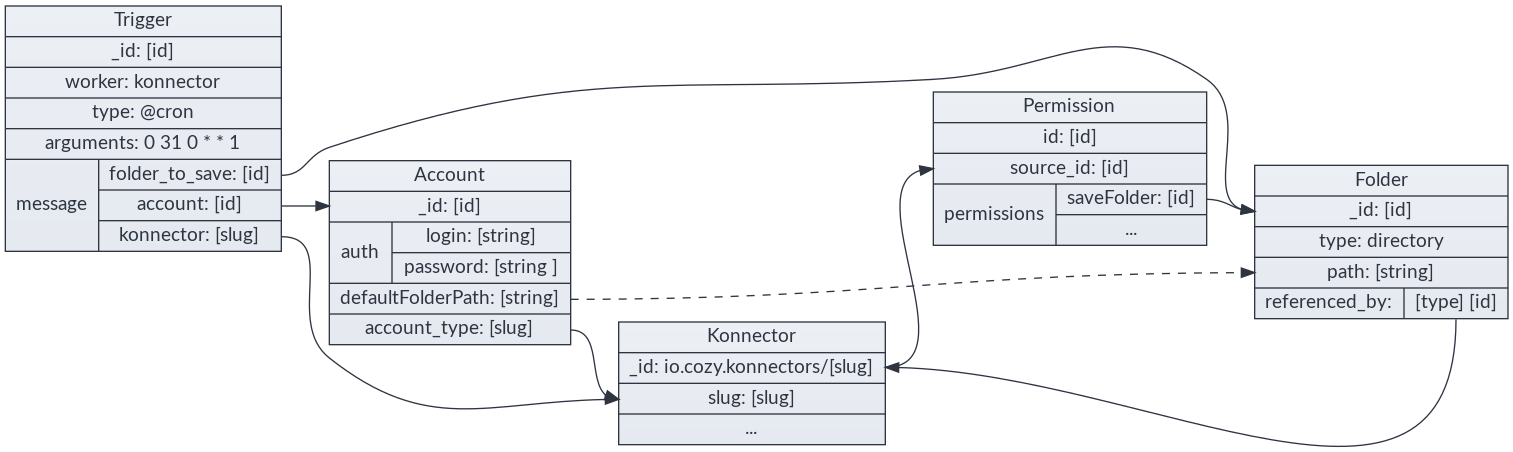 Trigger
_id: [id]
worker: konnector
type: @cron
arguments: 0 31 0 * * 1
message
folder_to_save: [id]
account: [id]
konnector: [slug]
Account
_id: [id]
auth
login: [string]
password: [string ]
defaultFolderPath: [string]
account_type: [slug]
Konnector
_id: io.cozy.konnectors/[slug]
slug: [slug]
...
Permission
id: [id]
source_id: [id]
permissions
saveFolder: [id]
...
Folder
_id: [id]
type: directory
path: [string]
referenced_by: [type] [id]